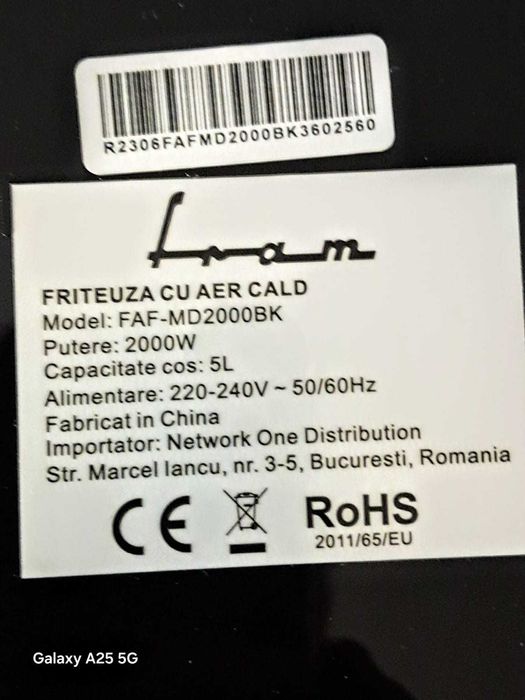 R2306FAFMD2000BK3602560
fram
FRITEUZA CU AER CALD
Model: FAF-MD2000BK
Putere: 2000W
Capacitate cos: 5L
Alimentare: 220-240V ~ 50/60Hz
Fabricat in China
Importator: Network One Distribution
Str. Marcel Iancu, nr. 3-5, Bucuresti, Romania
CE RoHS
2011/65/EU
Galaxy A25 5G